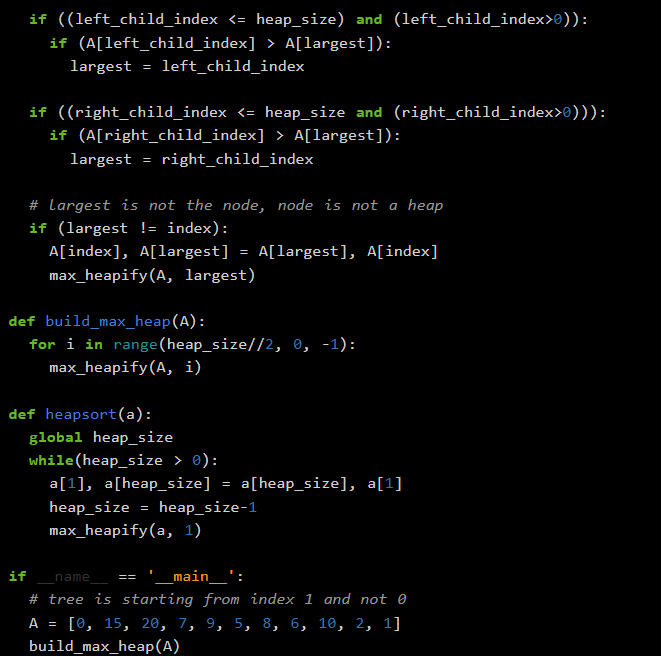 if ((left_child_index <= heap_size) and (left_child_index>0)):
if (A[left_child_index] > A[largest]):
largest = left_child_index
if ((right_child_index <= heap_size and (right_child_index>0))):
if (A[right_child_index] > A[largest]):
largest = right_child_index
# largest is not the node, node is not a heap
if (largest != index):
A[index], A[largest] = A[largest], A[index]
max_heapify(A, largest)
def build_max_heap(A):
for i in range(heap_size//2, 0, -1):
max_heapify(A, i)
def heapsort(a):
global heap_size
while(heap_size > 0):
a[1], a[heap_size] = a[heap_size], a[1]
heap_size = heap_size-1
max_heapify(a, 1)
if __name__ == '__main__':
# tree is starting from index 1 and not 0
A = [0, 15, 20, 7, 9, 5, 8, 6, 10, 2, 1]
build_max_heap(A)